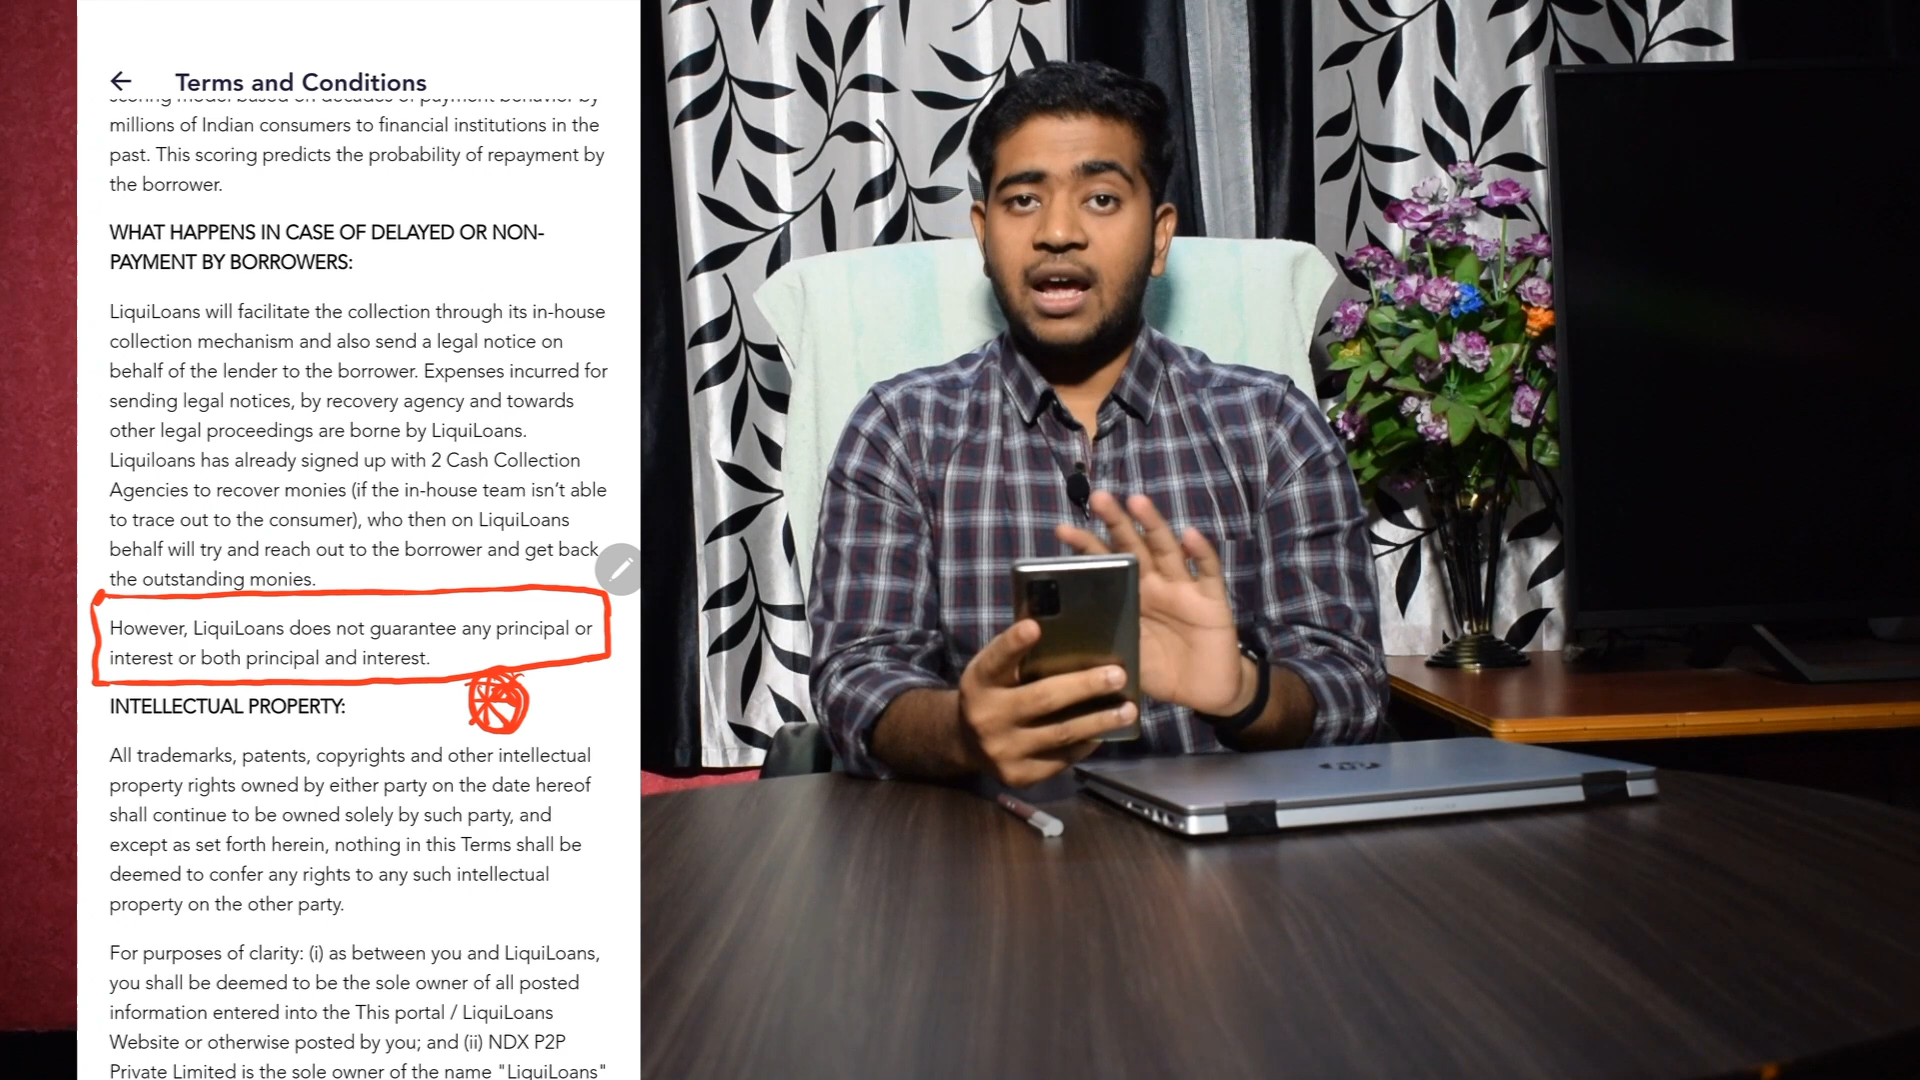 Terms and Conditions
scoring model based on decades of payment behavior by
millions of Indian consumers to financial institutions in the
past. This scoring predicts the probability of repayment by
the borrower.
WHAT HAPPENS IN CASE OF DELAYED OR NON-
PAYMENT BY BORROWERS:
LiquiLoans will facilitate the collection through its in-house
collection mechanism and also send a legal notice on
behalf of the lender to the borrower. Expenses incurred for
sending legal notices, by recovery agency and towards
other legal proceedings are borne by LiquiLoans.
Liquiloans has already signed up with 2 Cash Collection
Agencies to recover monies (if the in-house team isn’t able
to trace out to the consumer), who then on LiquiLoans
behalf will try and reach out to the borrower and get back
the outstanding monies.
However, LiquiLoans does not guarantee any principal or
interest or both principal and interest.
INTELLECTUAL PROPERTY:
All trademarks, patents, copyrights and other intellectual
property rights owned by either party on the date hereof
shall continue to be owned solely by such party, and
except as set forth herein, nothing in this Terms shall be
deemed to confer any rights to any such intellectual
property on the other party.
For purposes of clarity: (i) as between you and LiquiLoans,
you shall be deemed to be the sole owner of all posted
information entered into the This portal / LiquiLoans
Website or otherwise posted by you; and (ii) NDX P2P
Private Limited is the sole owner of the name "LiquiLoans"
hp